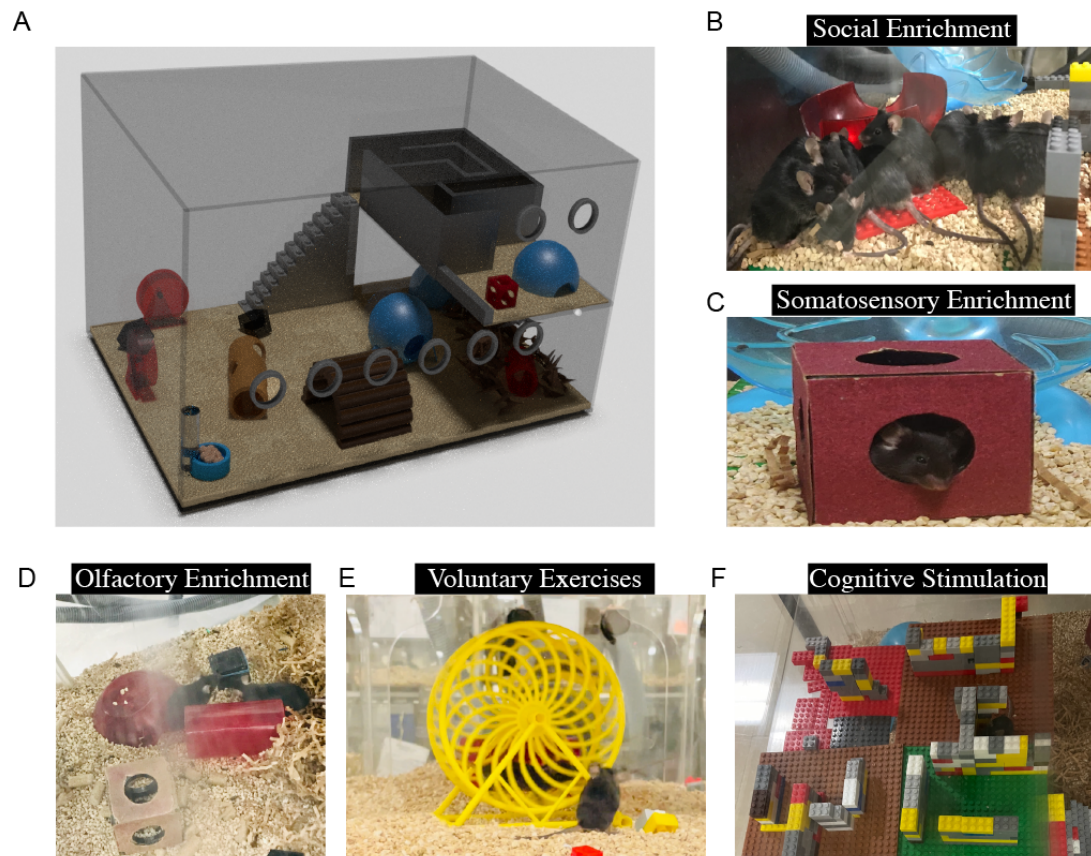 A
B
Social Enrichment
C
Somatosensory Enrichment
D
Olfactory Enrichment
E
Voluntary Exercises
F
Cognitive Stimulation